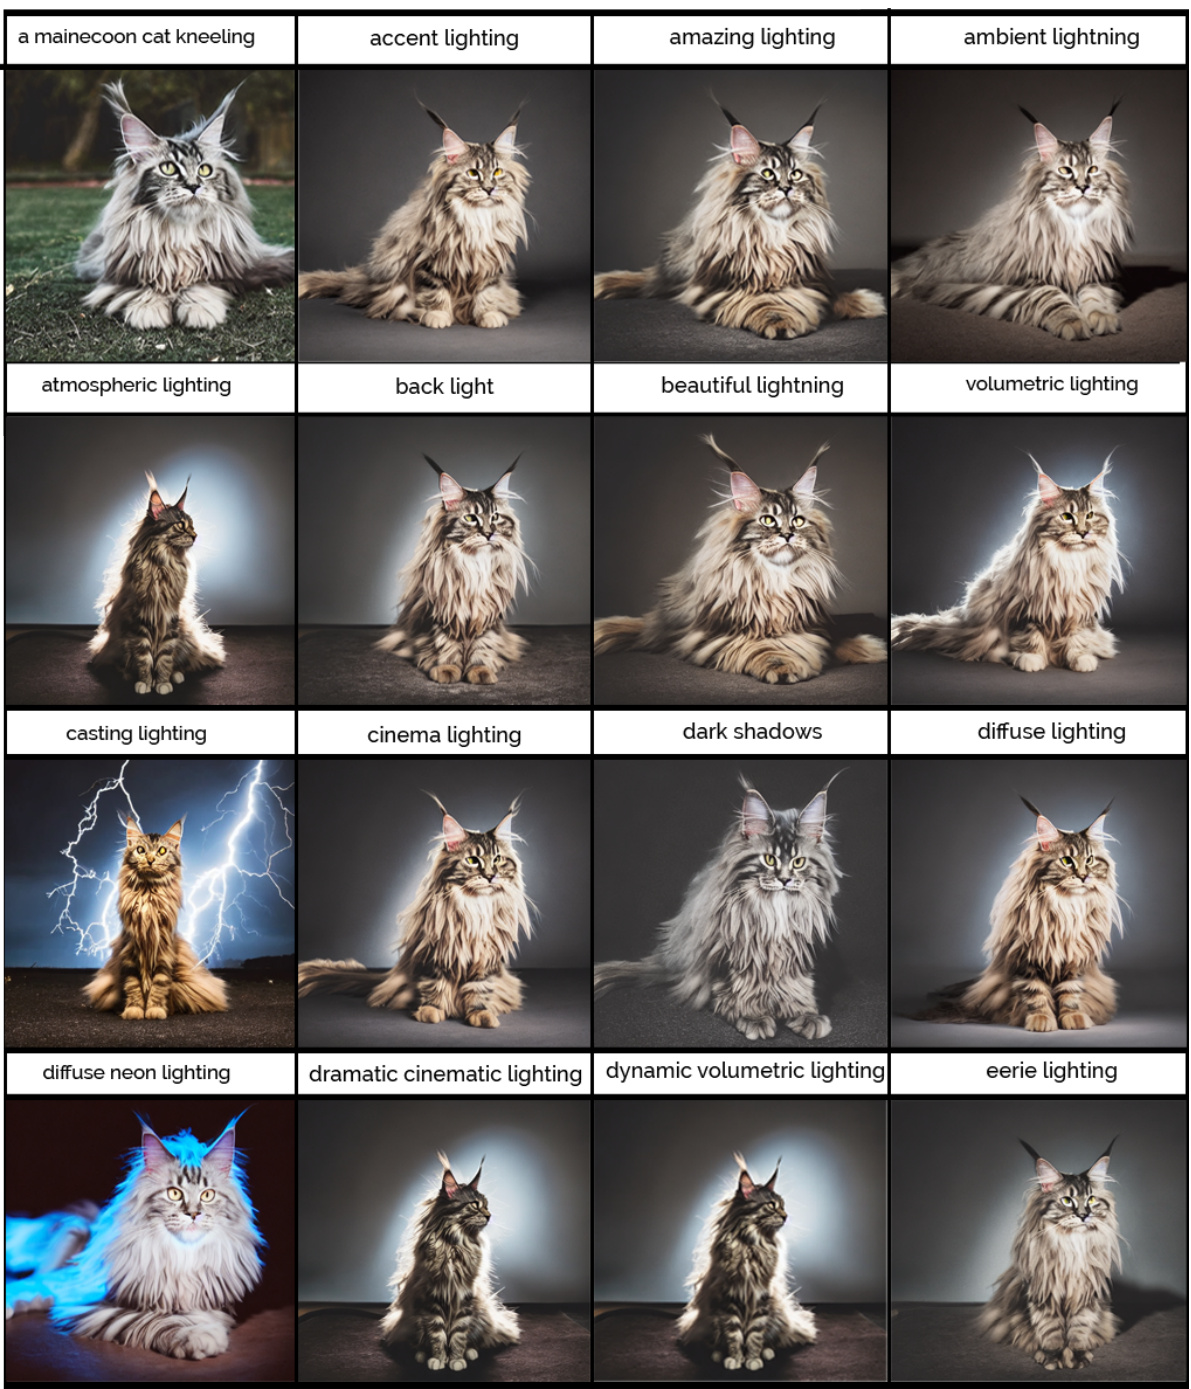 a mainecoon cat kneeling
accent lighting
amazing lighting
ambient lightning
atmospheric lighting
back light
beautiful lightning
volumetric lighting
casting lighting
cinema lighting
dark shadows
diffuse lighting
diffuse neon lighting
dramatic cinematic lighting
dynamic volumetric lighting
eerie lighting